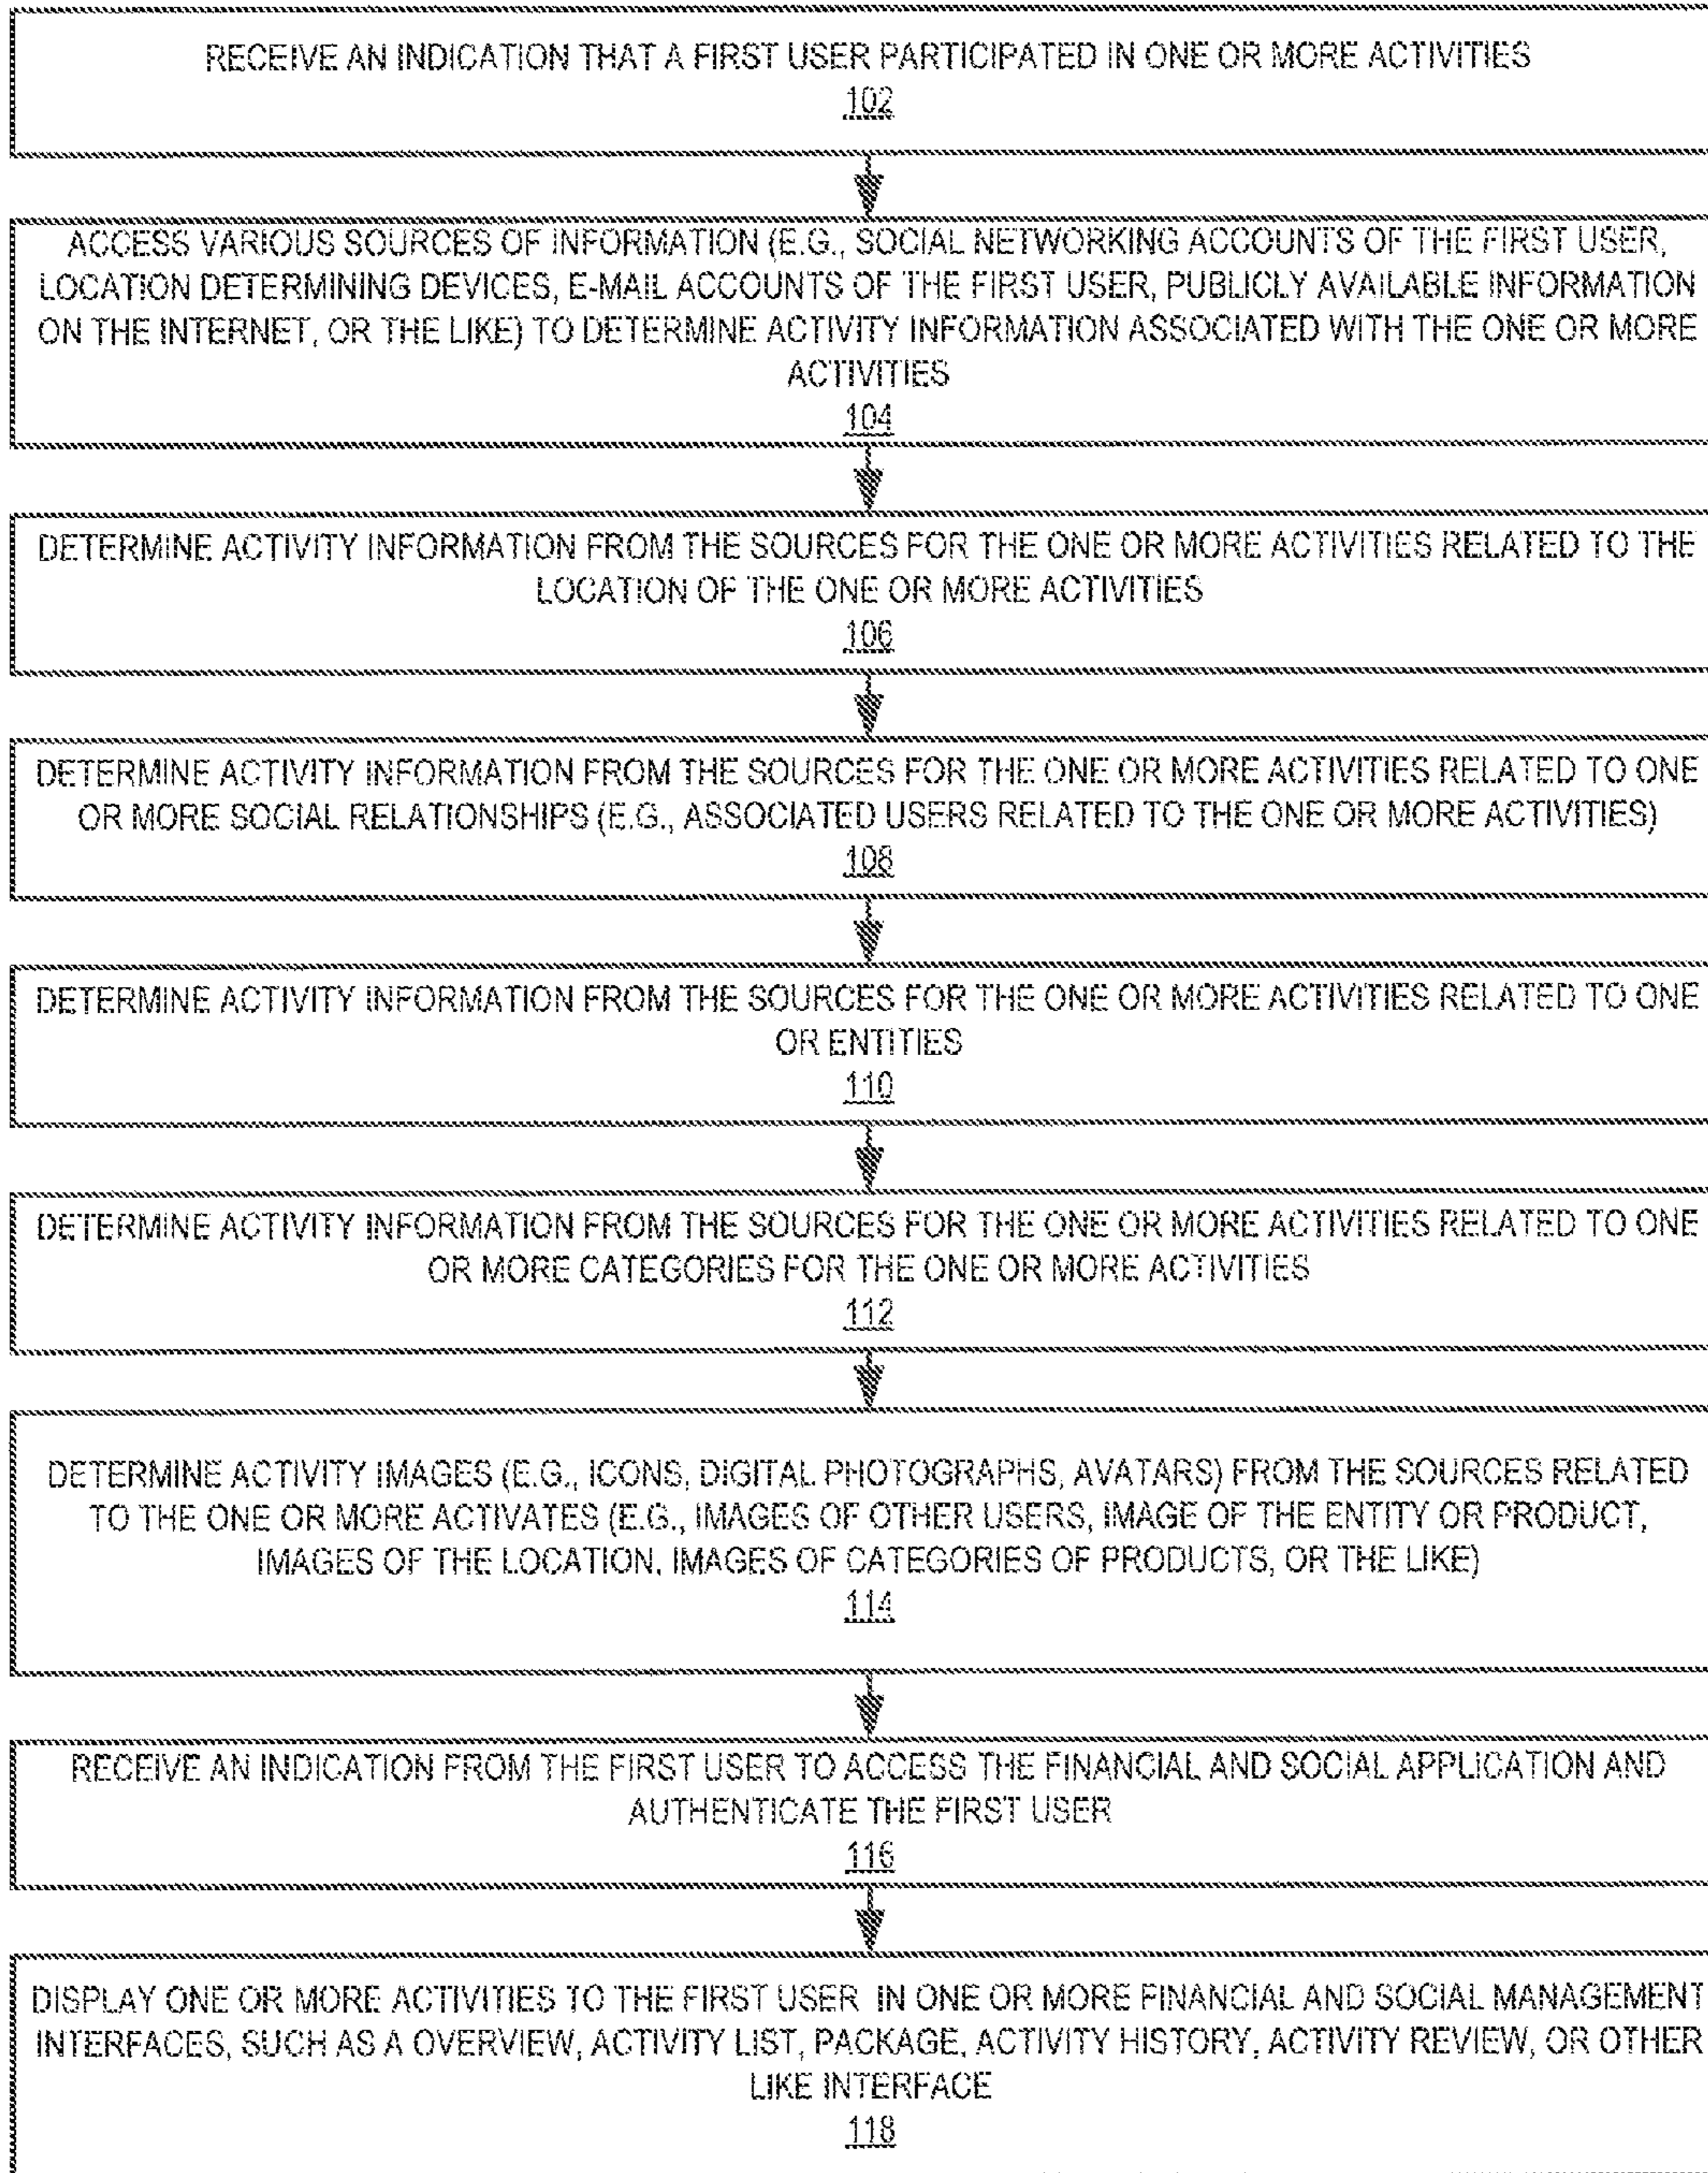 RECEIVE AN INDICATION THAT A FIRST USER PARTICIPATED IN ONE OR MORE ACTIVITIES
102
ACCESS VARIOUS SOURCES OF INFORMATION (E.G., SOCIAL NETWORKING ACCOUNTS OF THE FIRST USER,
LOCATION DETERMINING DEVICES, E-MAIL ACCOUNTS OF THE FIRST USER, PUBLICLY AVAILABLE INFORMATION
ON THE INTERNET, OR THE LIKE) TO DETERMINE ACTIVITY INFORMATION ASSOCIATED WITH THE ONE OR MORE
ACTIVITIES
104
DETERMINE ACTIVITY INFORMATION FROM THE SOURCES FOR THE ONE OR MORE ACTIVITIES RELATED TO THE
LOCATION OF THE ONE OR MORE ACTIVITIES
106
DETERMINE ACTIVITY INFORMATION FROM THE SOURCES FOR THE ONE OR MORE ACTIVITIES RELATED TO ONE
OR MORE SOCIAL RELATIONSHIPS (E.G., ASSOCIATED USERS RELATED TO THE ONE OR MORE ACTIVITIES)
108
DETERMINE ACTIVITY INFORMATION FROM THE SOURCES FOR THE ONE OR MORE ACTIVITIES RELATED TO ONE
OR ENTITIES
110
DETERMINE ACTIVITY INFORMATION FROM THE SOURCES FOR THE ONE OR MORE ACTIVITIES RELATED TO ONE
OR MORE CATEGORIES FOR THE ONE OR MORE ACTIVITIES
112
DETERMINE ACTIVITY IMAGES (E.G., ICONS, DIGITAL PHOTOGRAPHS, AVATARS) FROM THE SOURCES RELATED
TO THE ONE OR MORE ACTIVATES (E.G., IMAGES OF OTHER USERS, IMAGE OF THE ENTITY OR PRODUCT,
IMAGES OF THE LOCATION, IMAGES OF CATEGORIES OF PRODUCTS, OR THE LIKE)
114
RECEIVE AN INDICATION FROM THE FIRST USER TO ACCESS THE FINANCIAL AND SOCIAL APPLICATION AND
AUTHENTICATE THE FIRST USER
116
DISPLAY ONE OR MORE ACTIVITIES TO THE FIRST USER IN ONE OR MORE FINANCIAL AND SOCIAL MANAGEMENT
INTERFACES, SUCH AS A OVERVIEW, ACTIVITY LIST, PACKAGE, ACTIVITY HISTORY, ACTIVITY REVIEW, OR OTHER
LIKE INTERFACE
118